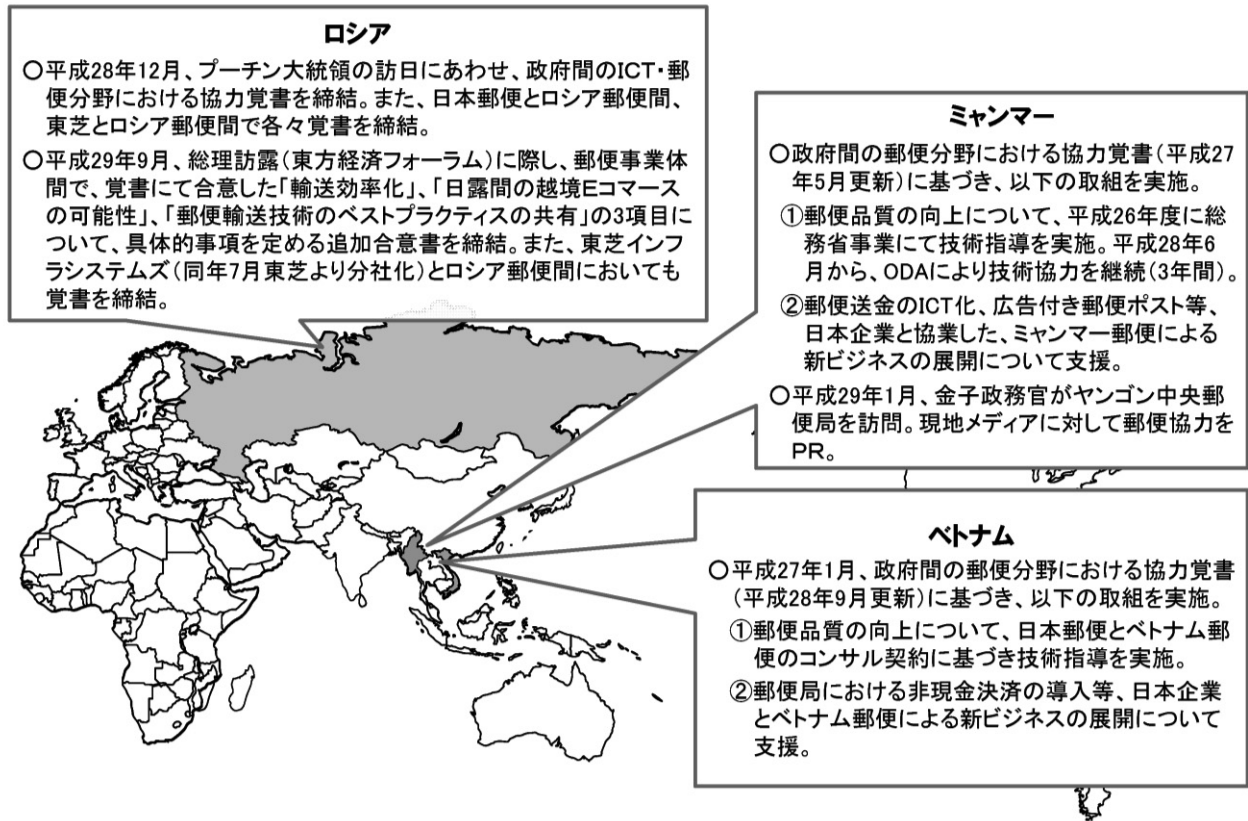 ロシア
○平成28年12月、プーチン大統領の訪日にあわせ、政府間のICT・郵
便分野における協力覚書を締結。また、日本郵便とロシア郵便間、
東芝とロシア郵便間で各々覚書を締結。
○平成29年9月、総理訪露(東方経済フォーラム)に際し、郵便事業体
間で、覚書にて合意した「輸送効率化」、「日露間の越境Eコマース
の可能性」、「郵便輸送技術のベストプラクティスの共有」の3項目に
ついて、具体的事項を定める追加合意書を締結。また、東芝インフ
ラシステムズ(同年7月東芝より分社化)とロシア郵便間においても
覚書を締結。
ミャンマー
○政府間の郵便分野における協力覚書(平成27
年5月更新)に基づき、以下の取組を実施。
①郵便品質の向上について、平成26年度に総
務省事業にて技術指導を実施。平成28年6
月から、ODAにより技術協力を継続(3年間)。
②郵便送金のICT化、広告付き郵便ポスト等、
日本企業と協業した、ミャンマー郵便による
新ビジネスの展開について支援。
○平成29年1月、金子政務官がヤンゴン中央郵
便局を訪問。現地メディアに対して郵便協力を
PR。
ベトナム
○平成27年1月、政府間の郵便分野における協力覚書
(平成28年9月更新)に基づき、以下の取組を実施。
①郵便品質の向上について、日本郵便とベトナム郵
便のコンサル契約に基づき技術指導を実施。
②郵便局における非現金決済の導入等、日本企業
とベトナム郵便による新ビジネスの展開について
支援。